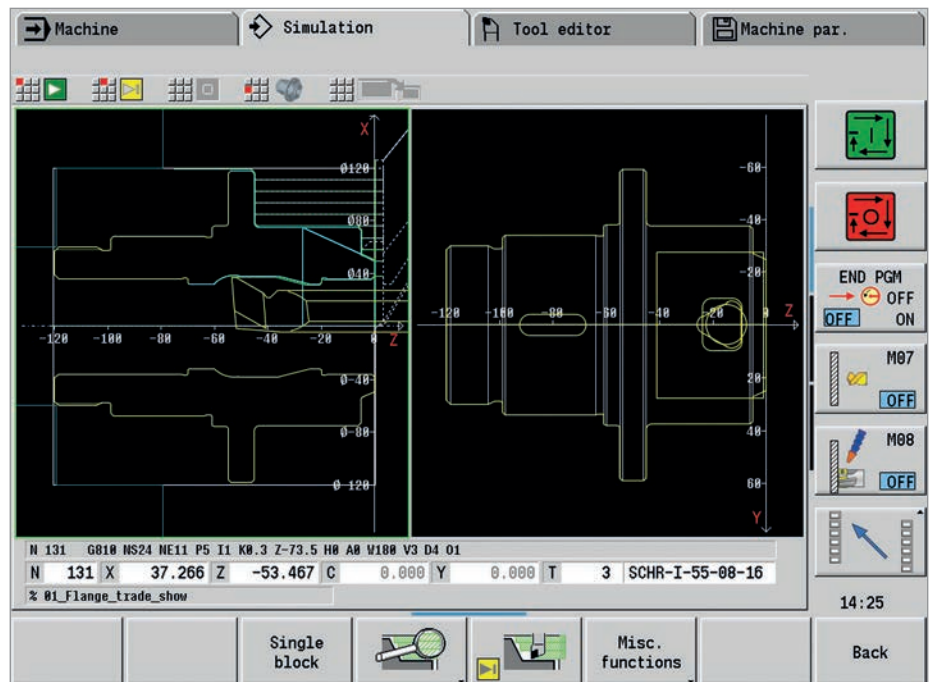 Machine
Simulation
Tool editor
Machine par.
X
Ø120
Ø80
Ø40
-120 -100 -80 -60 -40 -20 0 Z
Ø-40
Ø-80
Ø 120
-60
-40
-20
-120 -100 -80 -60 -40 -20 0 Z
20
40
60
Y
END PGM
OFF
OFF ON
M07
OFF
M08
OFF
N 131 G810 NS24 NE11 P5 I1 K0.3 Z-73.5 H0 A0 W180 V3 D4 O1
N 131 X 37.266 Z -53.467 C 0.000 Y 0.000 T 3 SCHR-I-55-08-16
% 01_Flange_trade_show
14:25
Single
block
Misc.
functions
Back